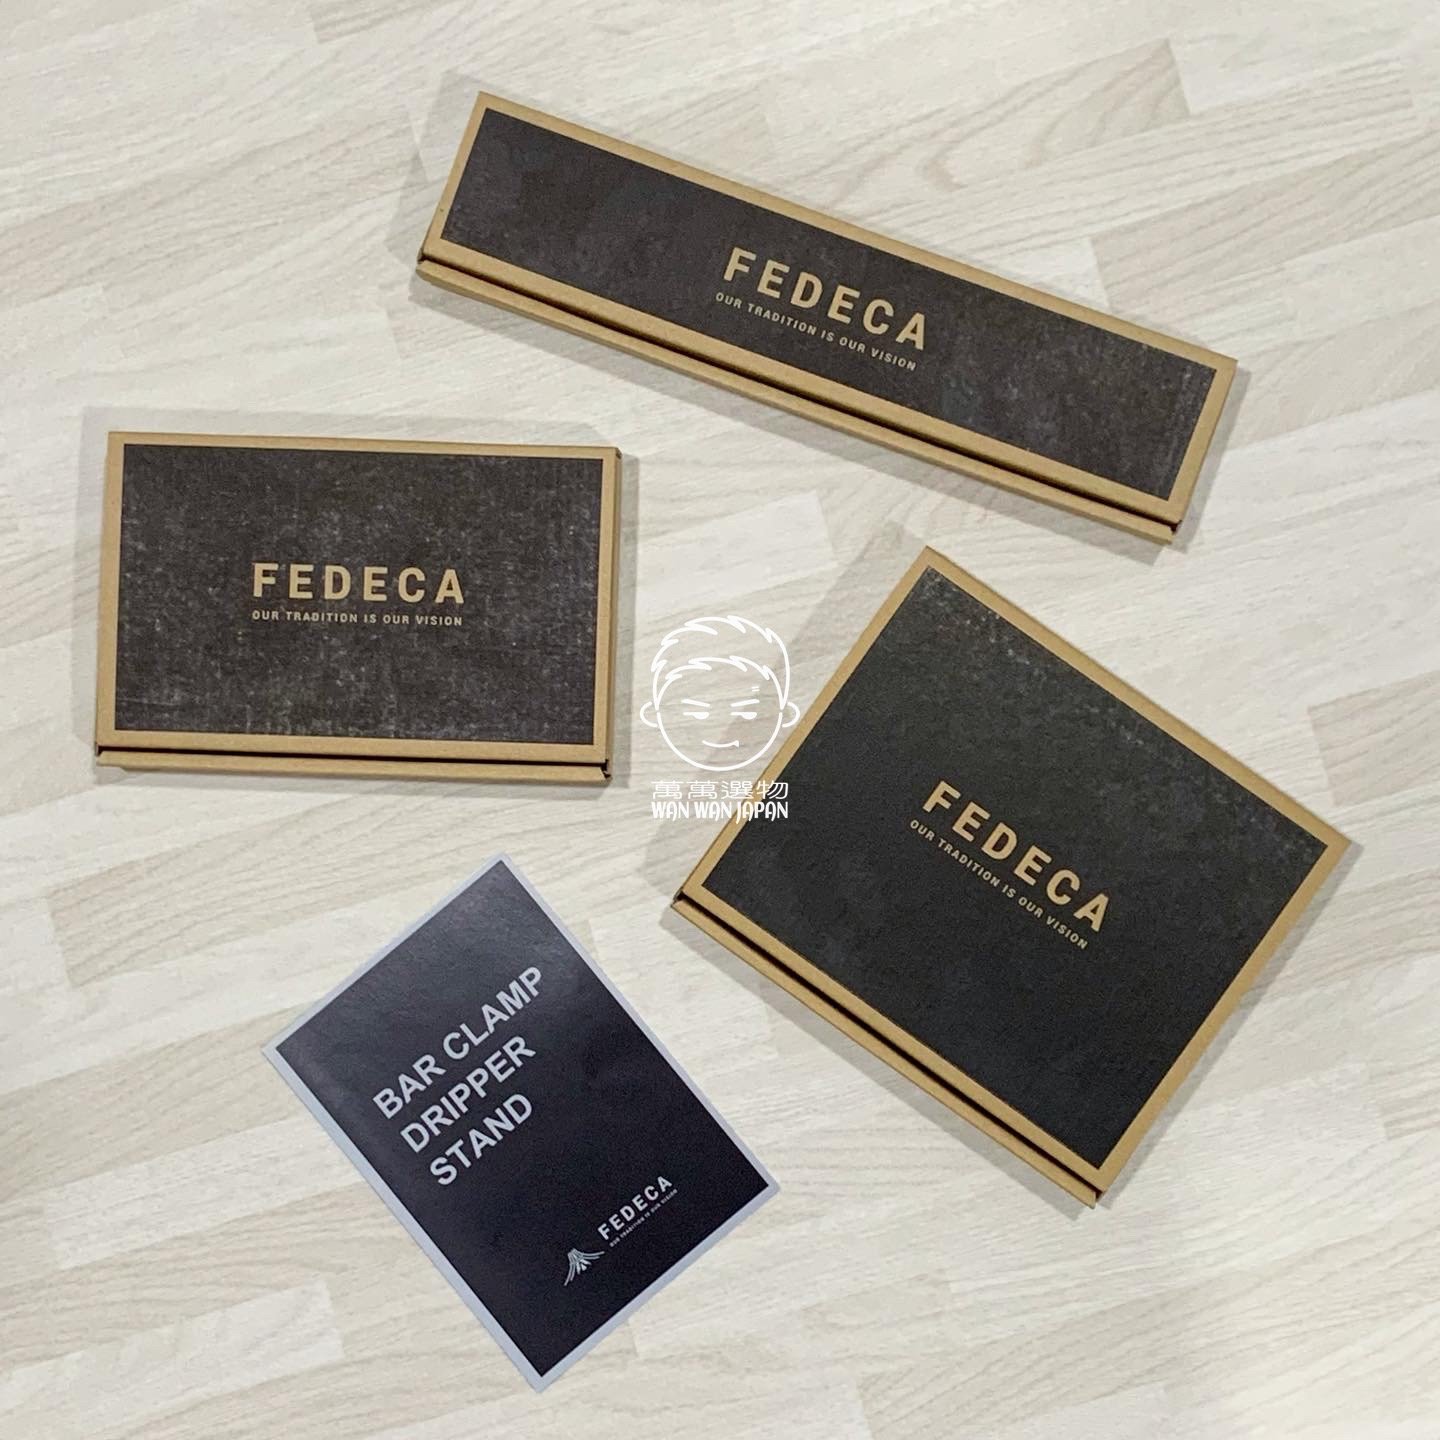 FEDECA
OUR TRADITION IS OUR VISION
FEDECA
OUR TRADITION IS OUR VISION
萬萬選物
WAN WAN JAPAN
FEDECA
OUR TRADITION IS OUR VISION
BAR CLAMP
DRIPPER
STAND
FEDECA
OUR TRADITION IS OUR VISION